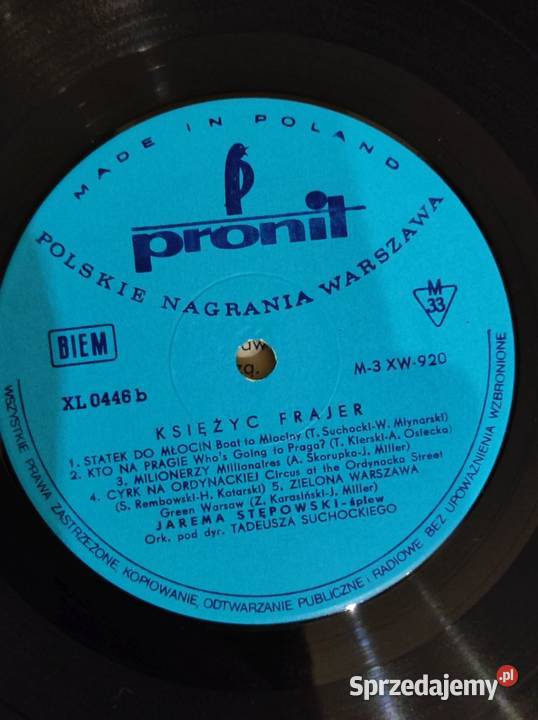 MADE IN POLAND
pronit
POLSKIE NAGRANIA WARSZAWA
BIEM
M
33
XL 0446 b
M-3 XW-920
KSIĘŻYC FRAJER
1. STATEK DO MŁOCIN Boat to Mlociny (T. Suchocki-W. Młynarski)
2. KTO NA PRAGIE Who's Going to Praga? (T. Kierski-A. Osiecka)
3. MILIONERZY Millionaires (A. Skorupka-J. Miller)
4. CYRK NA ORDYNACKIEJ Circus at the Ordynacka Street
(S. Rembowski-H. Kołarski) 5. ZIELONA WARSZAWA
Green Warsaw (Z. Karasiński-J. Miller)
JAREMA STĘPOWSKI-śpiew
Ork. pod dyr. TADEUSZA SUCHOCKIEGO
WSZYSTKIE PRAWA ZASTRZEŻONE, KOPIOWANIE, ODTWARZANIE PUBLICZNE i RADIOWE BEZ UPOWAŻNIENIA WZBRONIONE
Sprzedajemy.pl